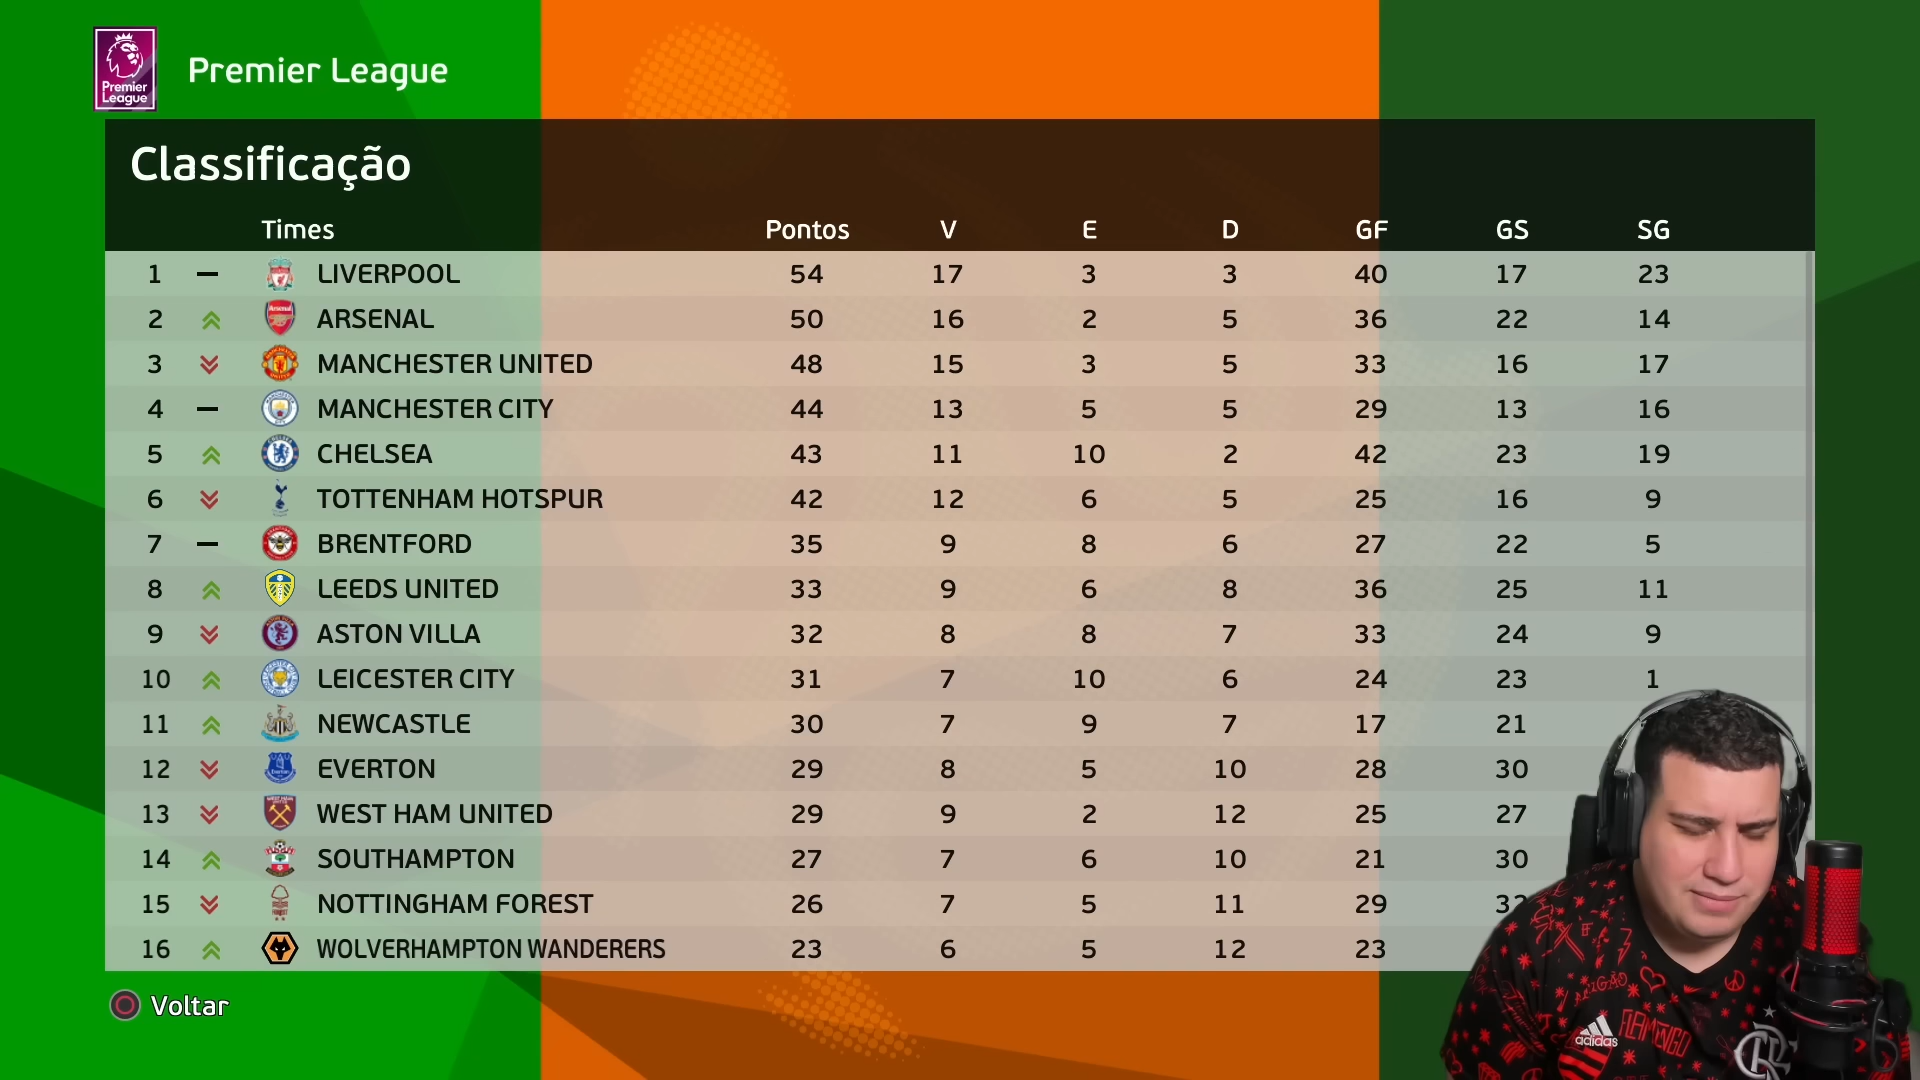 Premier League
Premier League
Classificação
Times Pontos V E D GF GS SG
1 LIVERPOOL 54 17 3 3 40 17 23
2 ARSENAL 50 16 2 5 36 22 14
3 MANCHESTER UNITED 48 15 3 5 33 16 17
4 MANCHESTER CITY 44 13 5 5 29 13 16
5 CHELSEA 43 11 10 2 42 23 19
6 TOTTENHAM HOTSPUR 42 12 6 5 25 16 9
7 BRENTFORD 35 9 8 6 27 22 5
8 LEEDS UNITED 33 9 6 8 36 25 11
9 ASTON VILLA 32 8 8 7 33 24 9
10 LEICESTER CITY 31 7 10 6 24 23 1
11 NEWCASTLE 30 7 9 7 17 21
12 EVERTON 29 8 5 10 28 30
13 WEST HAM UNITED 29 9 2 12 25 27
14 SOUTHAMPTON 27 7 6 10 21 30
15 NOTTINGHAM FOREST 26 7 5 11 29
16 WOLVERHAMPTON WANDERERS 23 6 5 12 23
Voltar
adidas
FLAMENGO